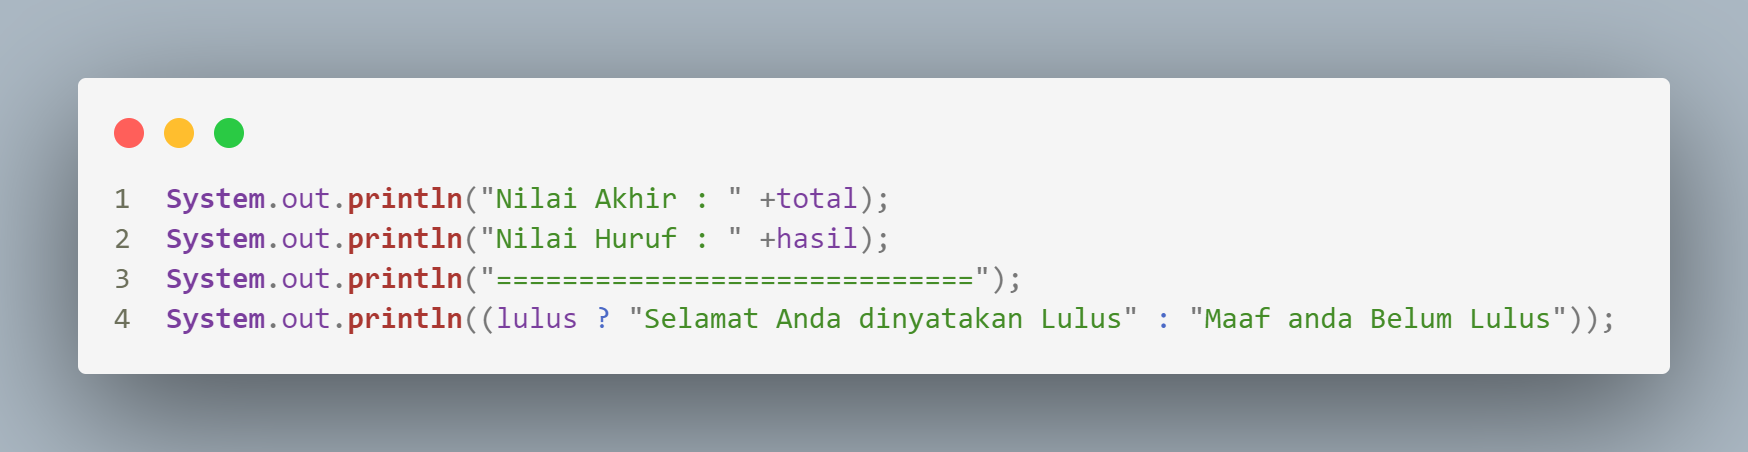 1 System.out.println("Nilai Akhir : " +total);
2 System.out.println("Nilai Huruf : " +hasil);
3 System.out.println("=============================");
4 System.out.println((lulus ? "Selamat Anda dinyatakan Lulus" : "Maaf anda Belum Lulus"));